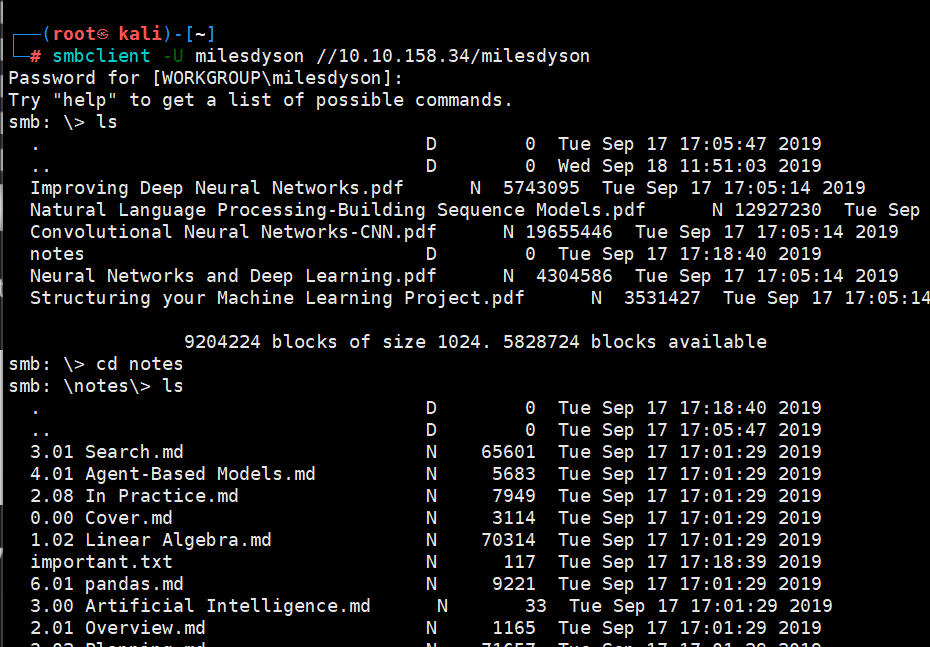 ┌──(root㉿ kali)-[~]
└─# smbclient -U milesdyson //10.10.158.34/milesdyson
Password for [WORKGROUP\milesdyson]:
Try "help" to get a list of possible commands.
smb: \> ls
  .                                   D        0  Tue Sep 17 17:05:47 2019
  ..                                  D        0  Wed Sep 18 11:51:03 2019
  Improving Deep Neural Networks.pdf      N  5743095  Tue Sep 17 17:05:14 2019
  Natural Language Processing-Building Sequence Models.pdf      N 12927230  Tue Sep
  Convolutional Neural Networks-CNN.pdf      N 19655446  Tue Sep 17 17:05:14 2019
  notes                               D        0  Tue Sep 17 17:18:40 2019
  Neural Networks and Deep Learning.pdf      N  4304586  Tue Sep 17 17:05:14 2019
  Structuring your Machine Learning Project.pdf      N  3531427  Tue Sep 17 17:05:14
                9204224 blocks of size 1024. 5828724 blocks available
smb: \> cd notes
smb: \notes\> ls
  .                                   D        0  Tue Sep 17 17:18:40 2019
  ..                                  D        0  Tue Sep 17 17:05:47 2019
  3.01 Search.md                      N    65601  Tue Sep 17 17:01:29 2019
  4.01 Agent-Based Models.md          N     5683  Tue Sep 17 17:01:29 2019
  2.08 In Practice.md                 N     7949  Tue Sep 17 17:01:29 2019
  0.00 Cover.md                       N     3114  Tue Sep 17 17:01:29 2019
  1.02 Linear Algebra.md              N    70314  Tue Sep 17 17:01:29 2019
  important.txt                       N      117  Tue Sep 17 17:18:39 2019
  6.01 pandas.md                      N     9221  Tue Sep 17 17:01:29 2019
  3.00 Artificial Intelligence.md      N       33  Tue Sep 17 17:01:29 2019
  2.01 Overview.md                    N     1165  Tue Sep 17 17:01:29 2019